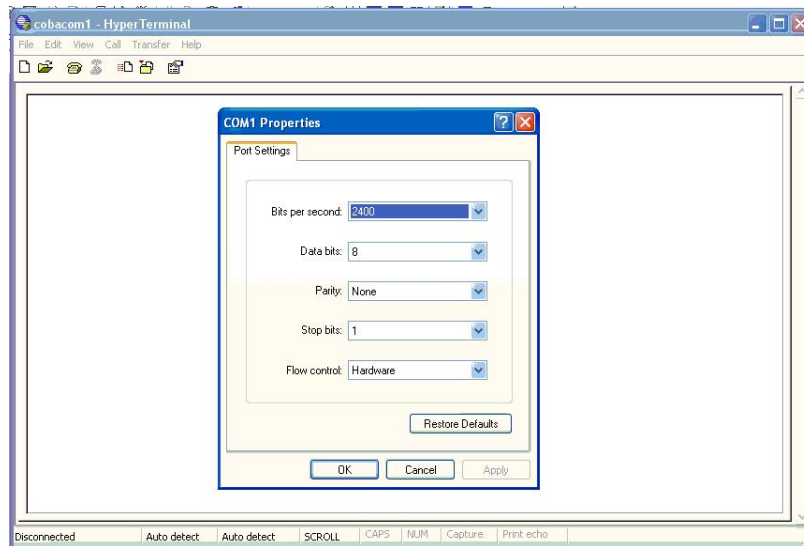 cobacom1 - HyperTerminal
File Edit View Call Transfer Help
COM1 Properties
Port Settings
Bits per second: 2400
Data bits: 8
Parity: None
Stop bits: 1
Flow control: Hardware
Restore Defaults
OK Cancel Apply
Disconnected Auto detect Auto detect SCROLL CAPS NUM Capture Print echo